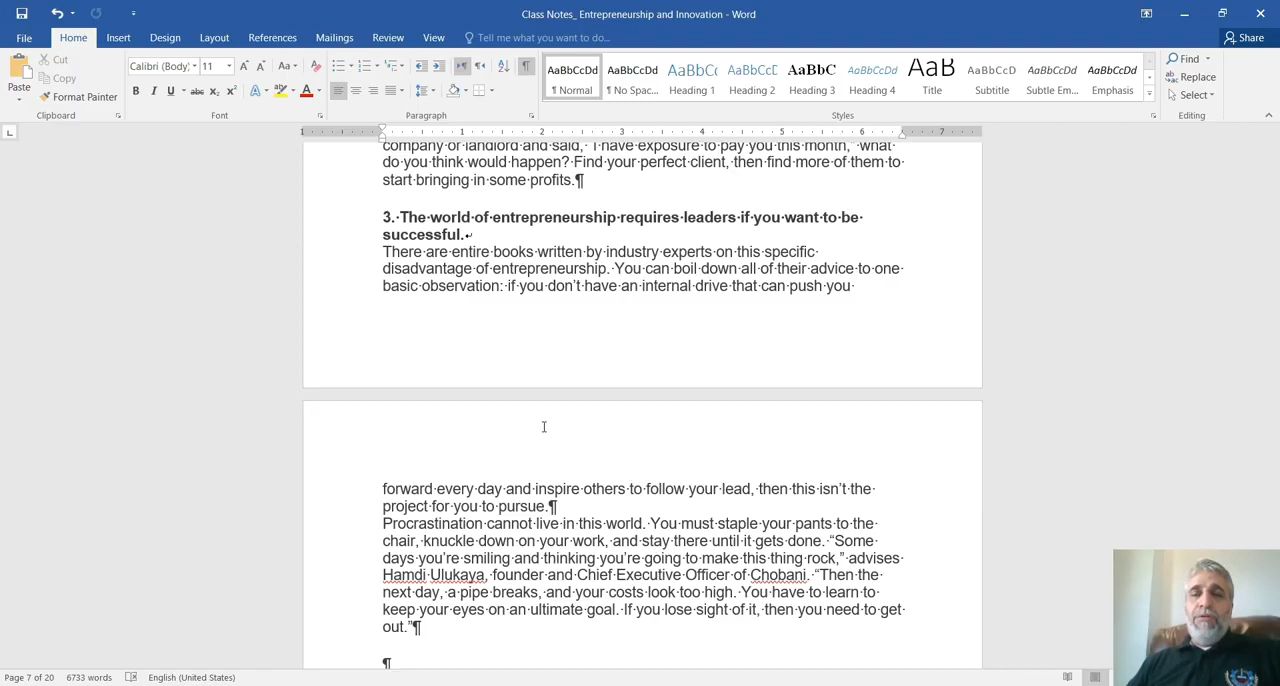 Class Notes_ Entrepreneurship and Innovation - Word
File Home Insert Design Layout References Mailings Review View Tell me what you want to do... Share
Paste Cut Copy Format Painter
Calibri (Body) 11
AaBbCcDd AaBbCcDd AaBbCc AaBbCcD AaBbC AaBbCcDd AaB AaBbCcD AaBbCcDd AaBbCcDd
¶ Normal ¶ No Spac... Heading 1 Heading 2 Heading 3 Heading 4 Title Subtitle Subtle Em... Emphasis
Find Replace Select
Clipboard Font Paragraph Styles Editing
1 1 2 3 4 5 6 7
company or landlord and said, "I have exposure to pay you this month," what
do you think would happen? Find your perfect client, then find more of them to
start bringing in some profits.¶
3. The world of entrepreneurship requires leaders if you want to be
successful.
There are entire books written by industry experts on this specific
disadvantage of entrepreneurship. You can boil down all of their advice to one
basic observation: if you don't have an internal drive that can push you
forward every day and inspire others to follow your lead, then this isn't the
project for you to pursue.¶
Procrastination cannot live in this world. You must staple your pants to the
chair, knuckle down on your work, and stay there until it gets done. “Some
days you're smiling and thinking you're going to make this thing rock,” advises
Hamdi Ulukaya, founder and Chief Executive Officer of Chobani. “Then the
next day, a pipe breaks, and your costs look too high. You have to learn to
keep your eyes on an ultimate goal. If you lose sight of it, then you need to get
out.”¶
¶
Page 7 of 20 6733 words English (United States)